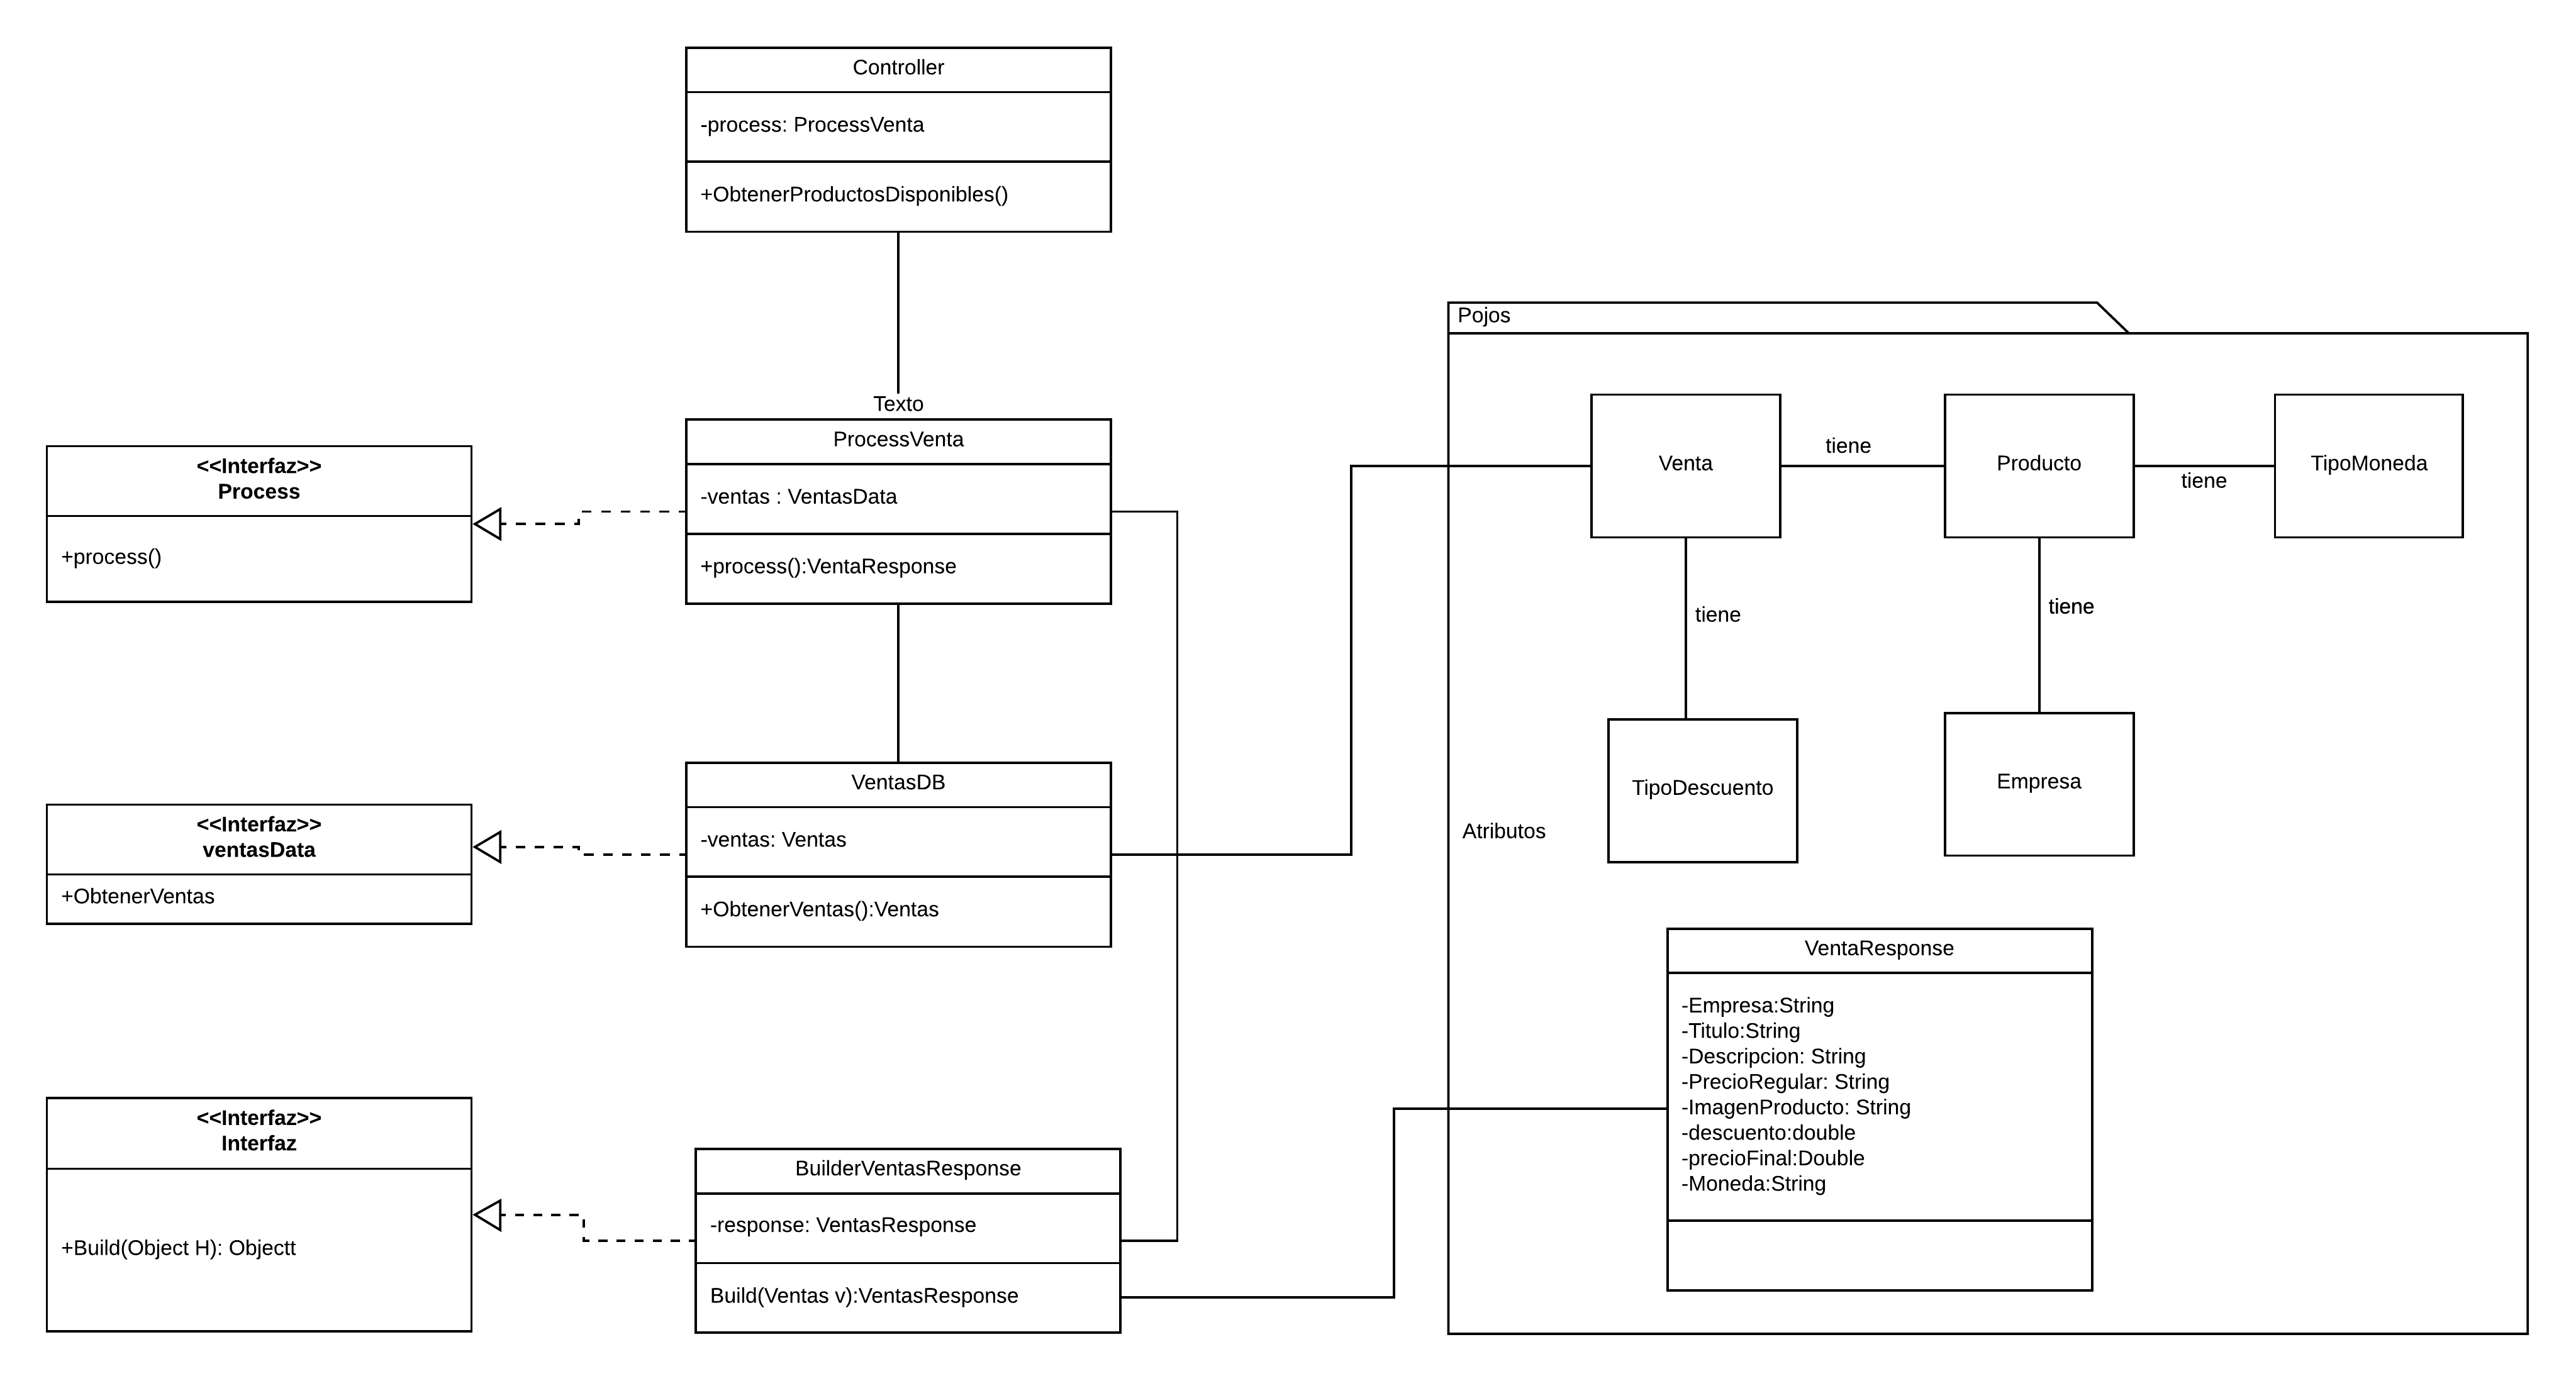 Controller
-process: ProcessVenta
+ObtenerProductosDisponibles()
Texto
ProcessVenta
-ventas : VentasData
+process():VentaResponse
<<Interfaz>>
Process
+process()
VentasDB
-ventas: Ventas
+ObtenerVentas():Ventas
<<Interfaz>>
ventasData
+ObtenerVentas
<<Interfaz>>
Interfaz
+Build(Object H): Objectt
BuilderVentasResponse
-response: VentasResponse
Build(Ventas v):VentasResponse
Pojos
Venta
tiene
Producto
tiene
TipoMoneda
tiene
tiene
TipoDescuento
Empresa
Atributos
VentaResponse
-Empresa:String
-Titulo:String
-Descripcion: String
-PrecioRegular: String
-ImagenProducto: String
-descuento:double
-precioFinal:Double
-Moneda:String